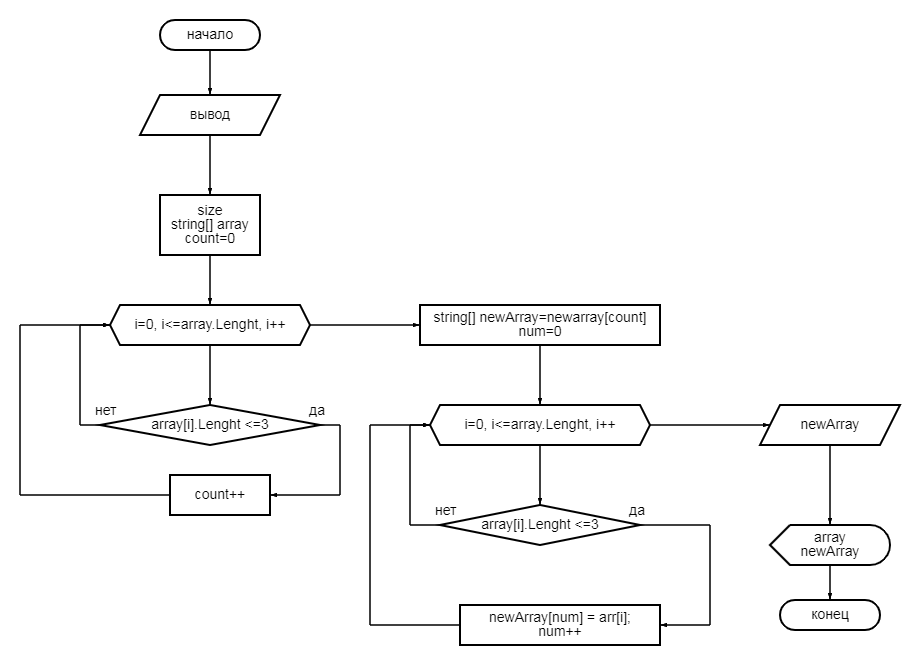 начало
вывод
size
string[] array
count=0
i=0, i<=array.Lenght, i++
нет
да
array[i].Lenght <=3
count++
string[] newArray=newarray[count]
num=0
i=0, i<=array.Lenght, i++
нет
да
array[i].Lenght <=3
newArray[num] = arr[i];
num++
newArray
array
newArray
конец